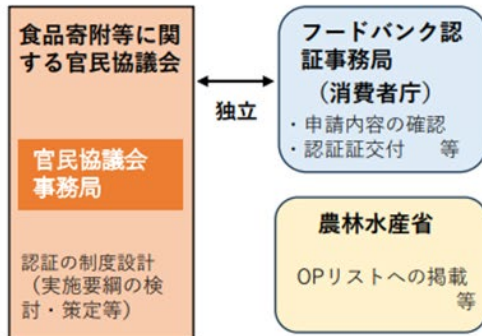 食品寄附等に関
する官民協議会
官民協議会
事務局
認証の制度設計
（実施要綱の検
討・策定等）
独立
フードバンク認
証事務局
（消費者庁）
・申請内容の確認
・認証証交付　等
農林水産省
OPリストへの掲載
等